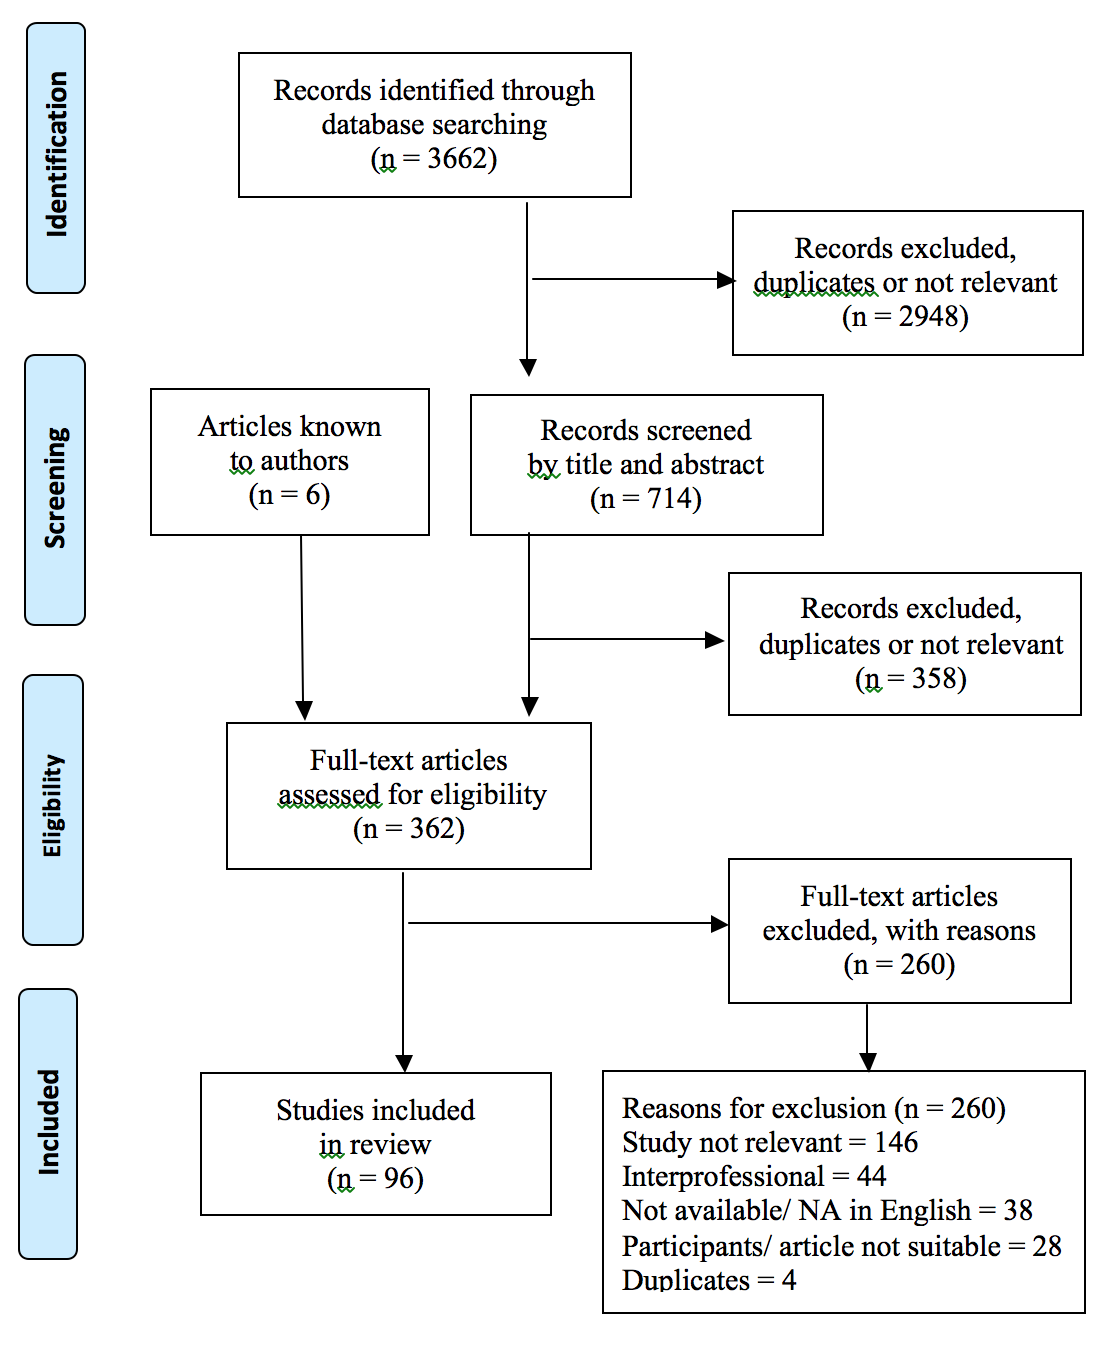 Identification
Records identified through
database searching
(n = 3662)
Records excluded,
duplicates or not relevant
(n = 2948)
Screening
Articles known
to authors
(n = 6)
Records screened
by title and abstract
(n = 714)
Records excluded,
duplicates or not relevant
(n = 358)
Eligibility
Full-text articles
assessed for eligibility
(n = 362)
Full-text articles
excluded, with reasons
(n = 260)
Included
Studies included
in review
(n = 96)
Reasons for exclusion (n = 260)
Study not relevant = 146
Interprofessional = 44
Not available/ NA in English = 38
Participants/ article not suitable = 28
Duplicates = 4